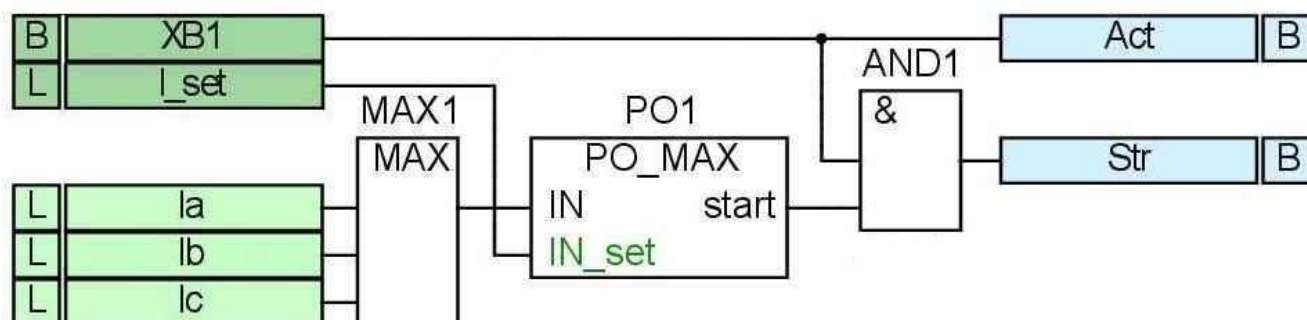 B XB1 Act B
L I_set AND1
MAX1 PO1 &
MAX PO_MAX Str B
L Ia IN start
L Ib IN_set
L Ic